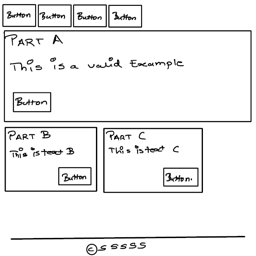 Button Button Button Button
PART A
This is a valid Example
Button
PART B
This is text B
Button
PART C
This is text C
Button.
© SSSSS